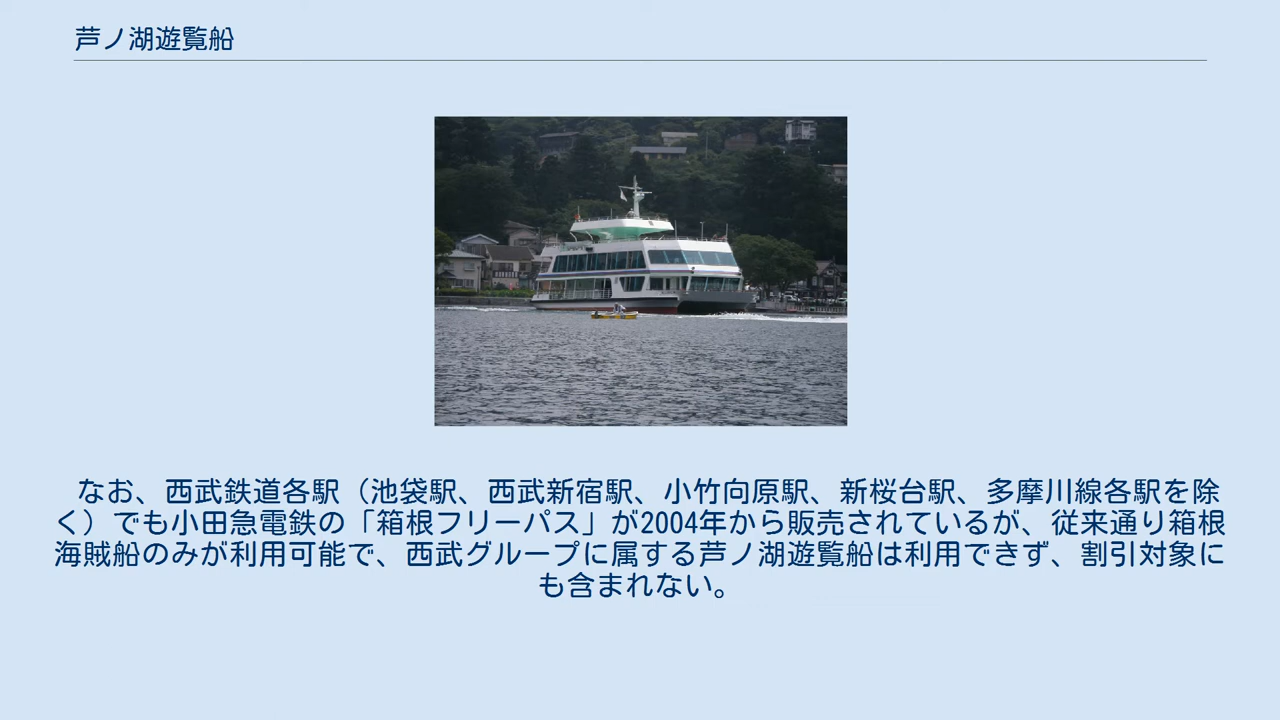 芦ノ湖遊覧船
なお、西武鉄道各駅（池袋駅、西武新宿駅、小竹向原駅、新桜台駅、多摩川線各駅を除
く）でも小田急電鉄の「箱根フリーパス」が2004年から販売されているが、従来通り箱根
海賊船のみが利用可能で、西武グループに属する芦ノ湖遊覧船は利用できず、割引対象に
も含まれない。